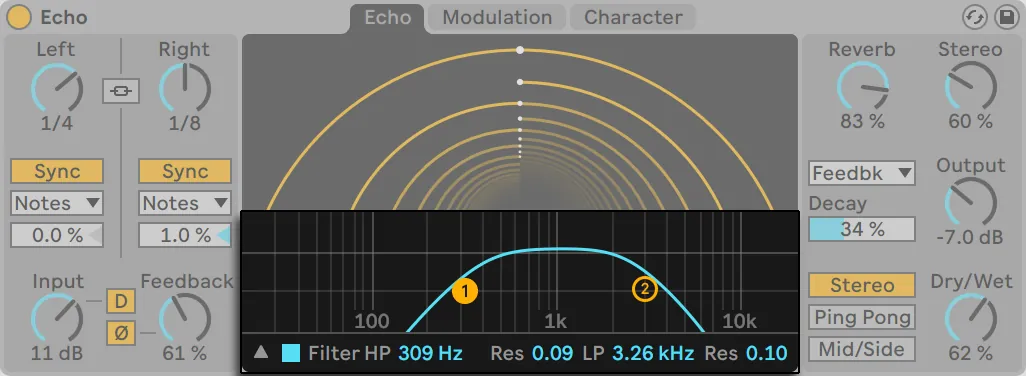 Echo
Echo Modulation Character
Left Right
1/4 1/8
Sync Sync
Notes Notes
0.0 % 1.0 %
Input Feedback
D
Ø
11 dB 61 %
1
2
100 1k 10k
Filter HP 309 Hz Res 0.09 LP 3.26 kHz Res 0.10
Reverb Stereo
83 % 60 %
Feedbk Output
Decay
34 % -7.0 dB
Stereo Dry/Wet
Ping Pong
Mid/Side 62 %